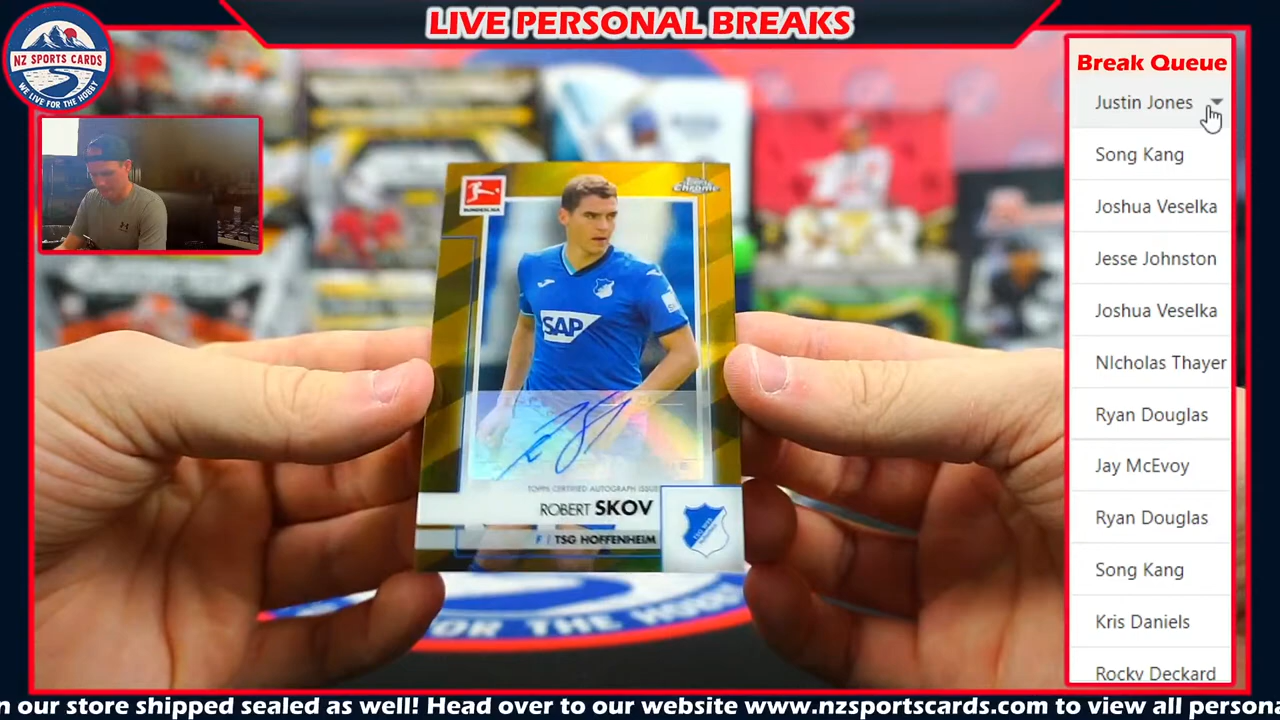 LIVE PERSONAL BREAKS
NZ SPORTS CARDS
WE LIVE FOR THE HOBBY
Break Queue
Justin Jones
Song Kang
Joshua Veselka
Jesse Johnston
Joshua Veselka
NIcholas Thayer
Ryan Douglas
Jay McEvoy
Ryan Douglas
Song Kang
Kris Daniels
Rocky Deckard
BUNDESLIGA
Topps
Chrome
SAP
TOPPS CERTIFIED AUTOGRAPH ISSUE
ROBERT SKOV
F | TSG HOFFENHEIM
FOR THE HOBBY
n our store shipped sealed as well! Head over to our website www.nzsportscards.com to view all persona